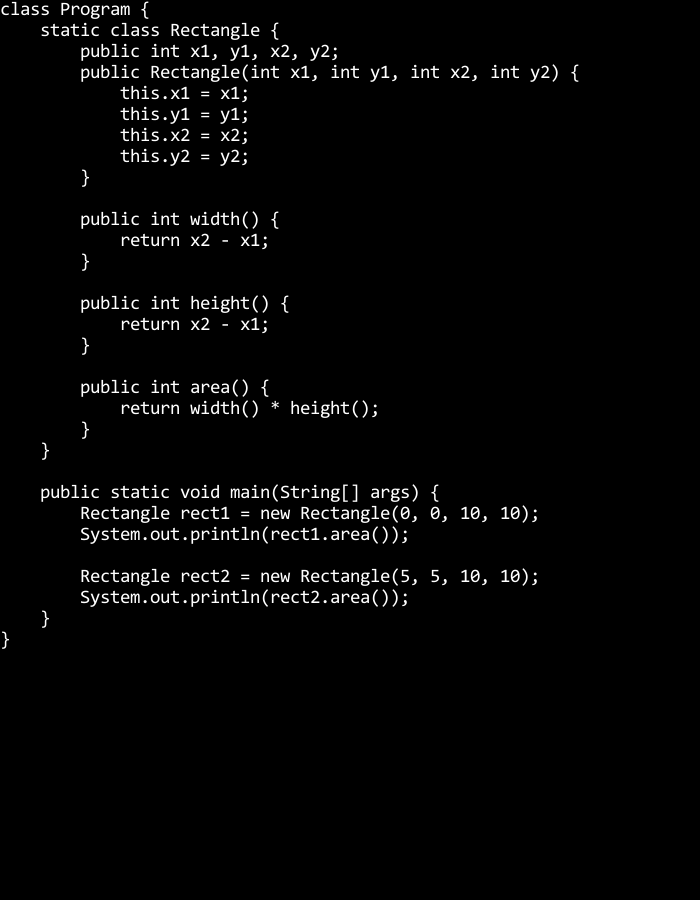 class Program {
    static class Rectangle {
        public int x1, y1, x2, y2;
        public Rectangle(int x1, int y1, int x2, int y2) {
            this.x1 = x1;
            this.y1 = y1;
            this.x2 = x2;
            this.y2 = y2;
        }

        public int width() {
            return x2 - x1;
        }

        public int height() {
            return x2 - x1;
        }

        public int area() {
            return width() * height();
        }
    }

    public static void main(String[] args) {
        Rectangle rect1 = new Rectangle(0, 0, 10, 10);
        System.out.println(rect1.area());

        Rectangle rect2 = new Rectangle(5, 5, 10, 10);
        System.out.println(rect2.area());
    }
}